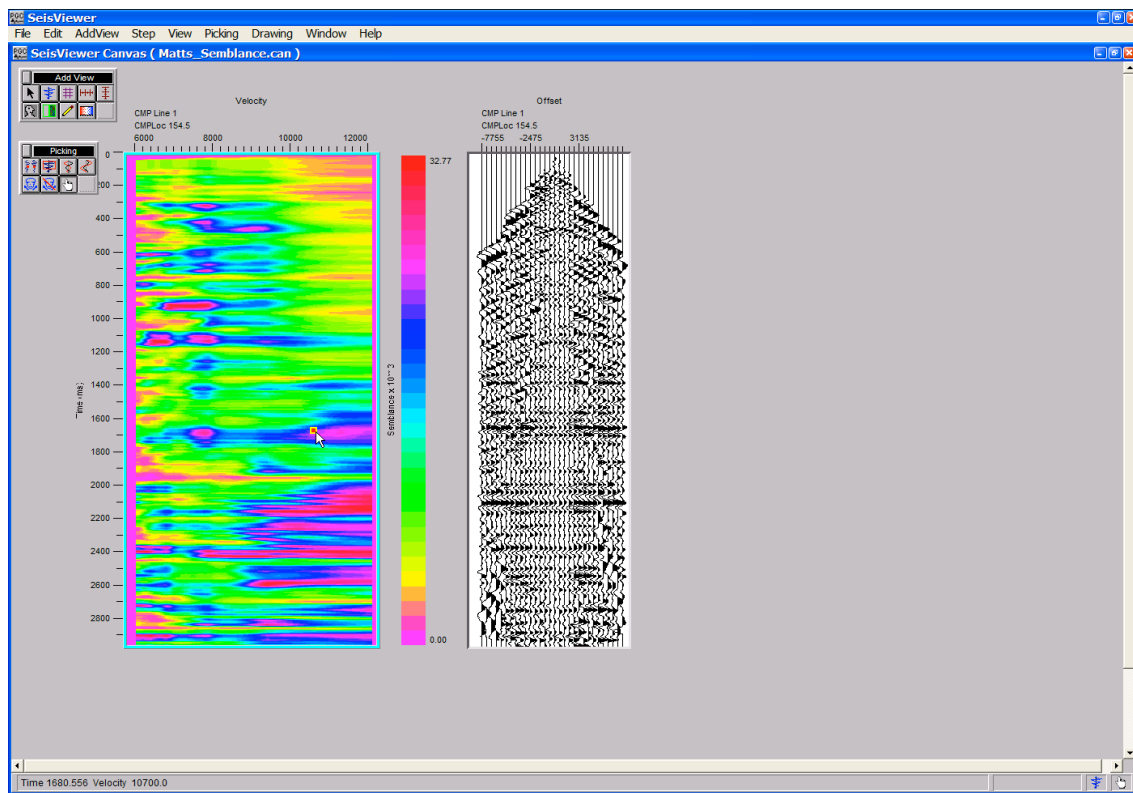 SeisViewer
File Edit AddView Step View Picking Drawing Window Help
SeisViewer Canvas ( Matts_Semblance.can )
Add View
Picking
Velocity
CMP Line 1
CMPLoc 154.5
6000 8000 10000 12000
0
200
400
600
800
1000
1200
1400
1600
1800
2000
2200
2400
2600
2800
32.77
Semblance x 10** 3
0.00
Offset
CMP Line 1
CMPLoc 154.5
-7755 -2475 3135
Time 1680.556 Velocity 10700.0